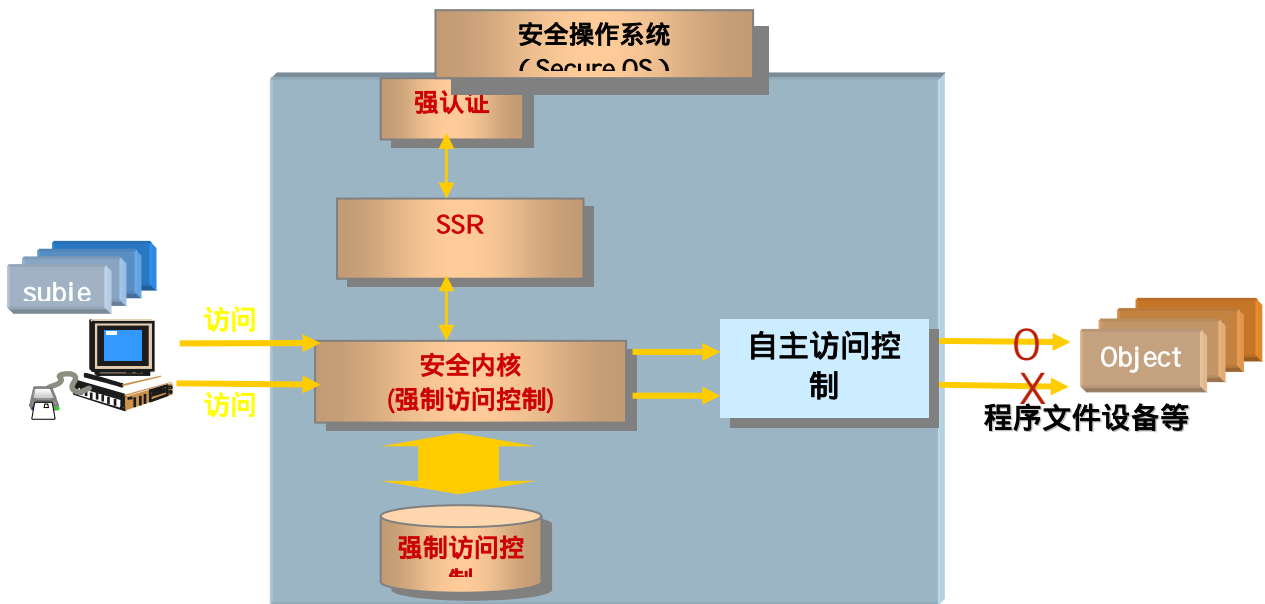 安全操作系统
（Secure OS）
强认证
SSR
subje
访问
访问
安全内核
(强制访问控制)
自主访问控
制
O
X
Object
程序文件设备等
强制访问控
制